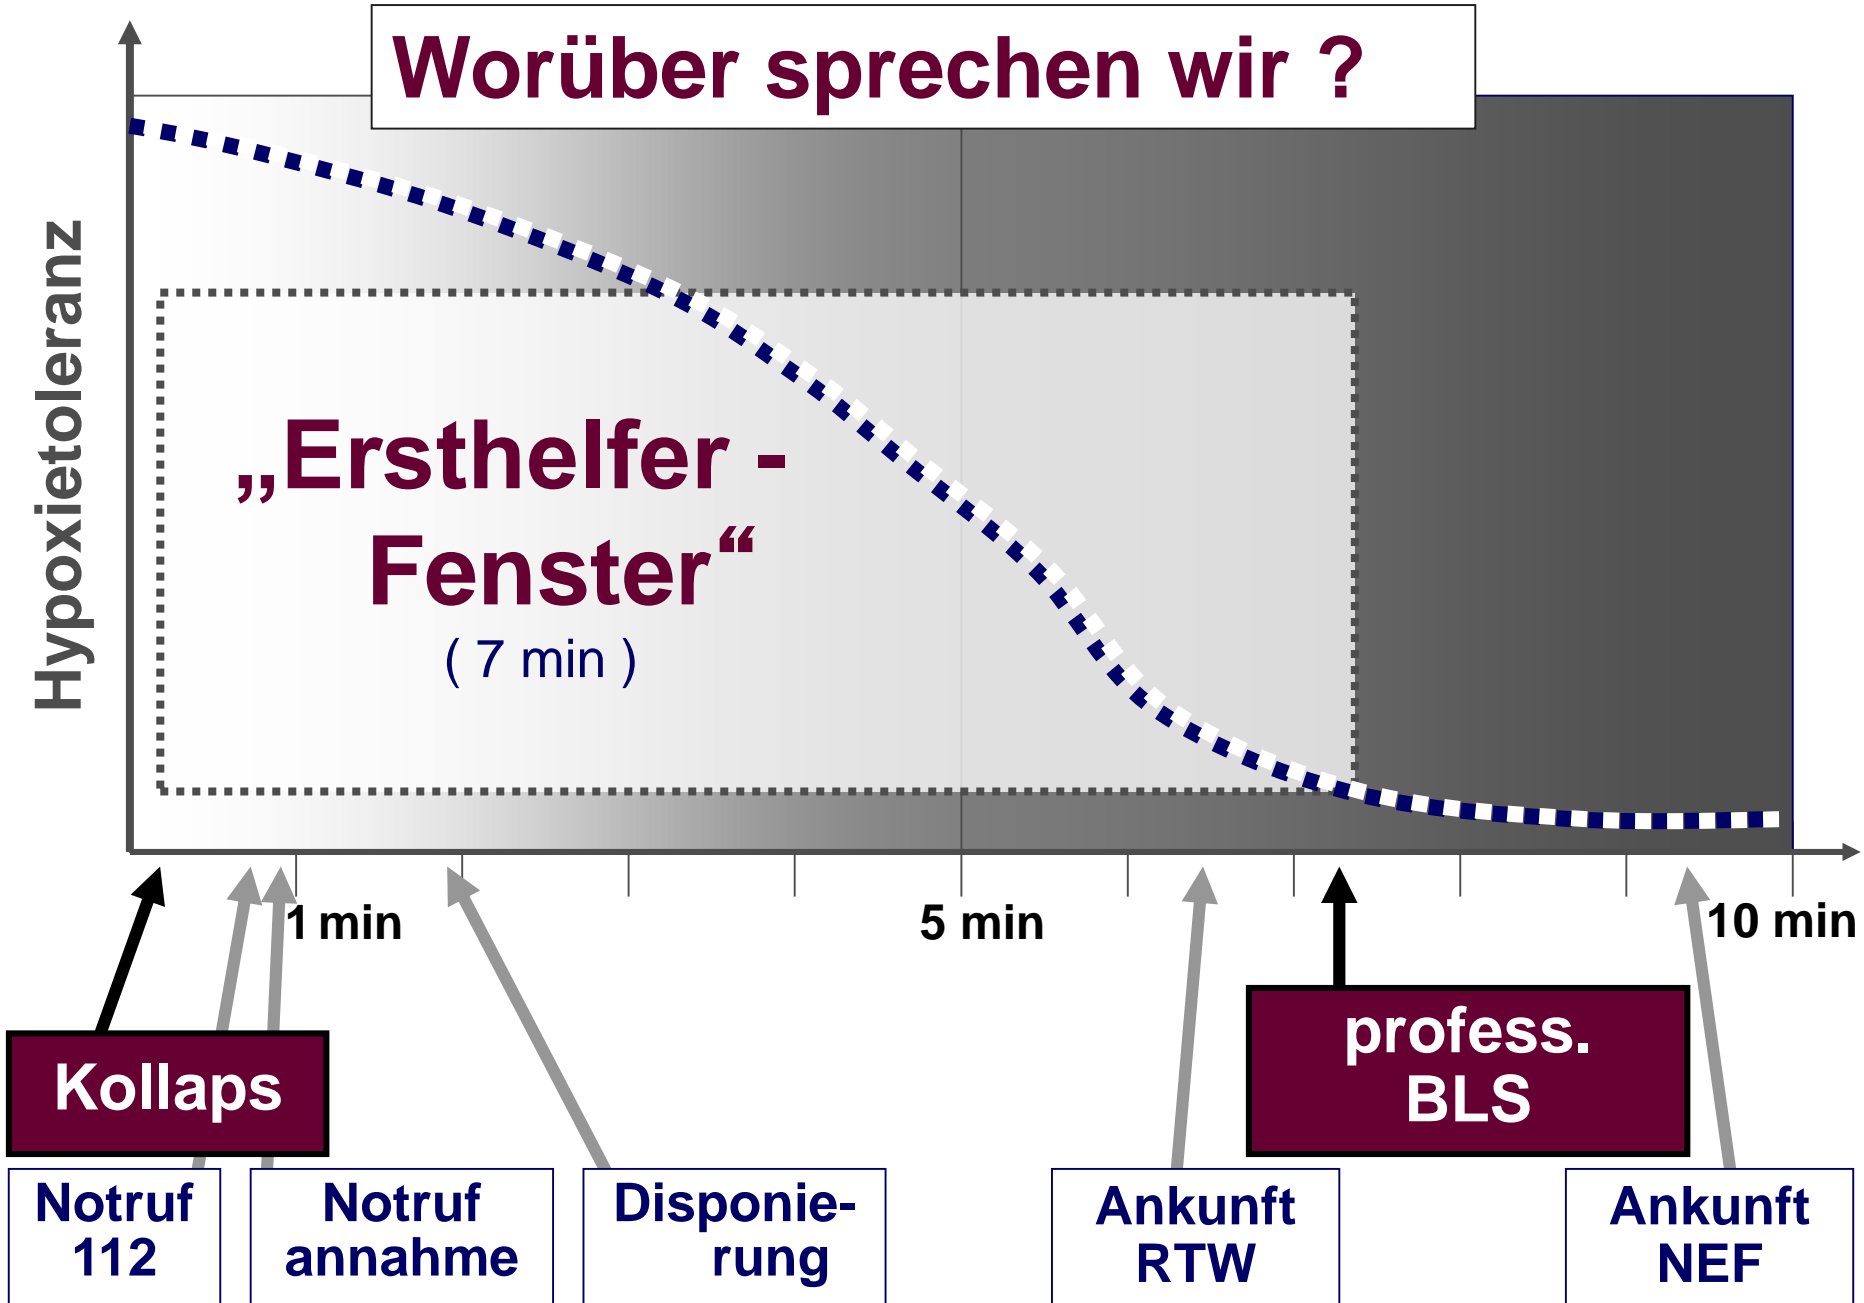 Worüber sprechen wir ?
Hypoxietoleranz
„Ersthelfer -
Fenster“
( 7 min )
1 min
5 min
10 min
Kollaps
profess.
BLS
Notruf
112
Notruf
annahme
Disponie-
rung
Ankunft
RTW
Ankunft
NEF